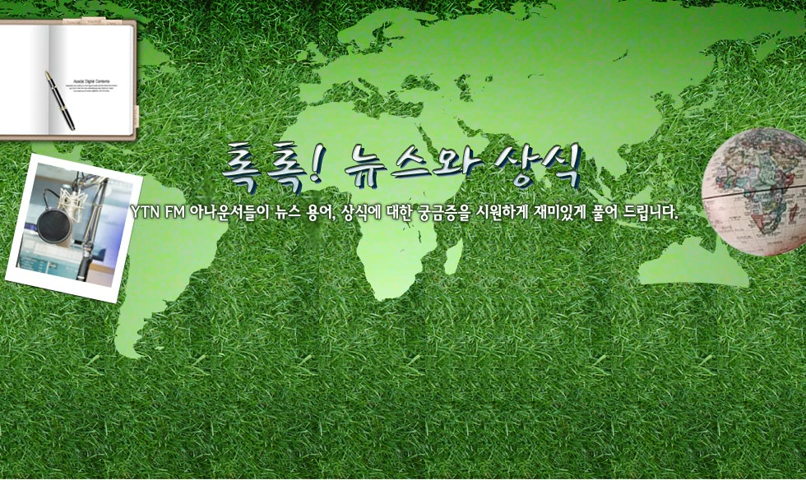 톡톡! 뉴스와 상식
YTN FM 아나운서들이 뉴스 용어, 상식에 대한 궁금증을 시원하게 재미있게 풀어 드립니다.